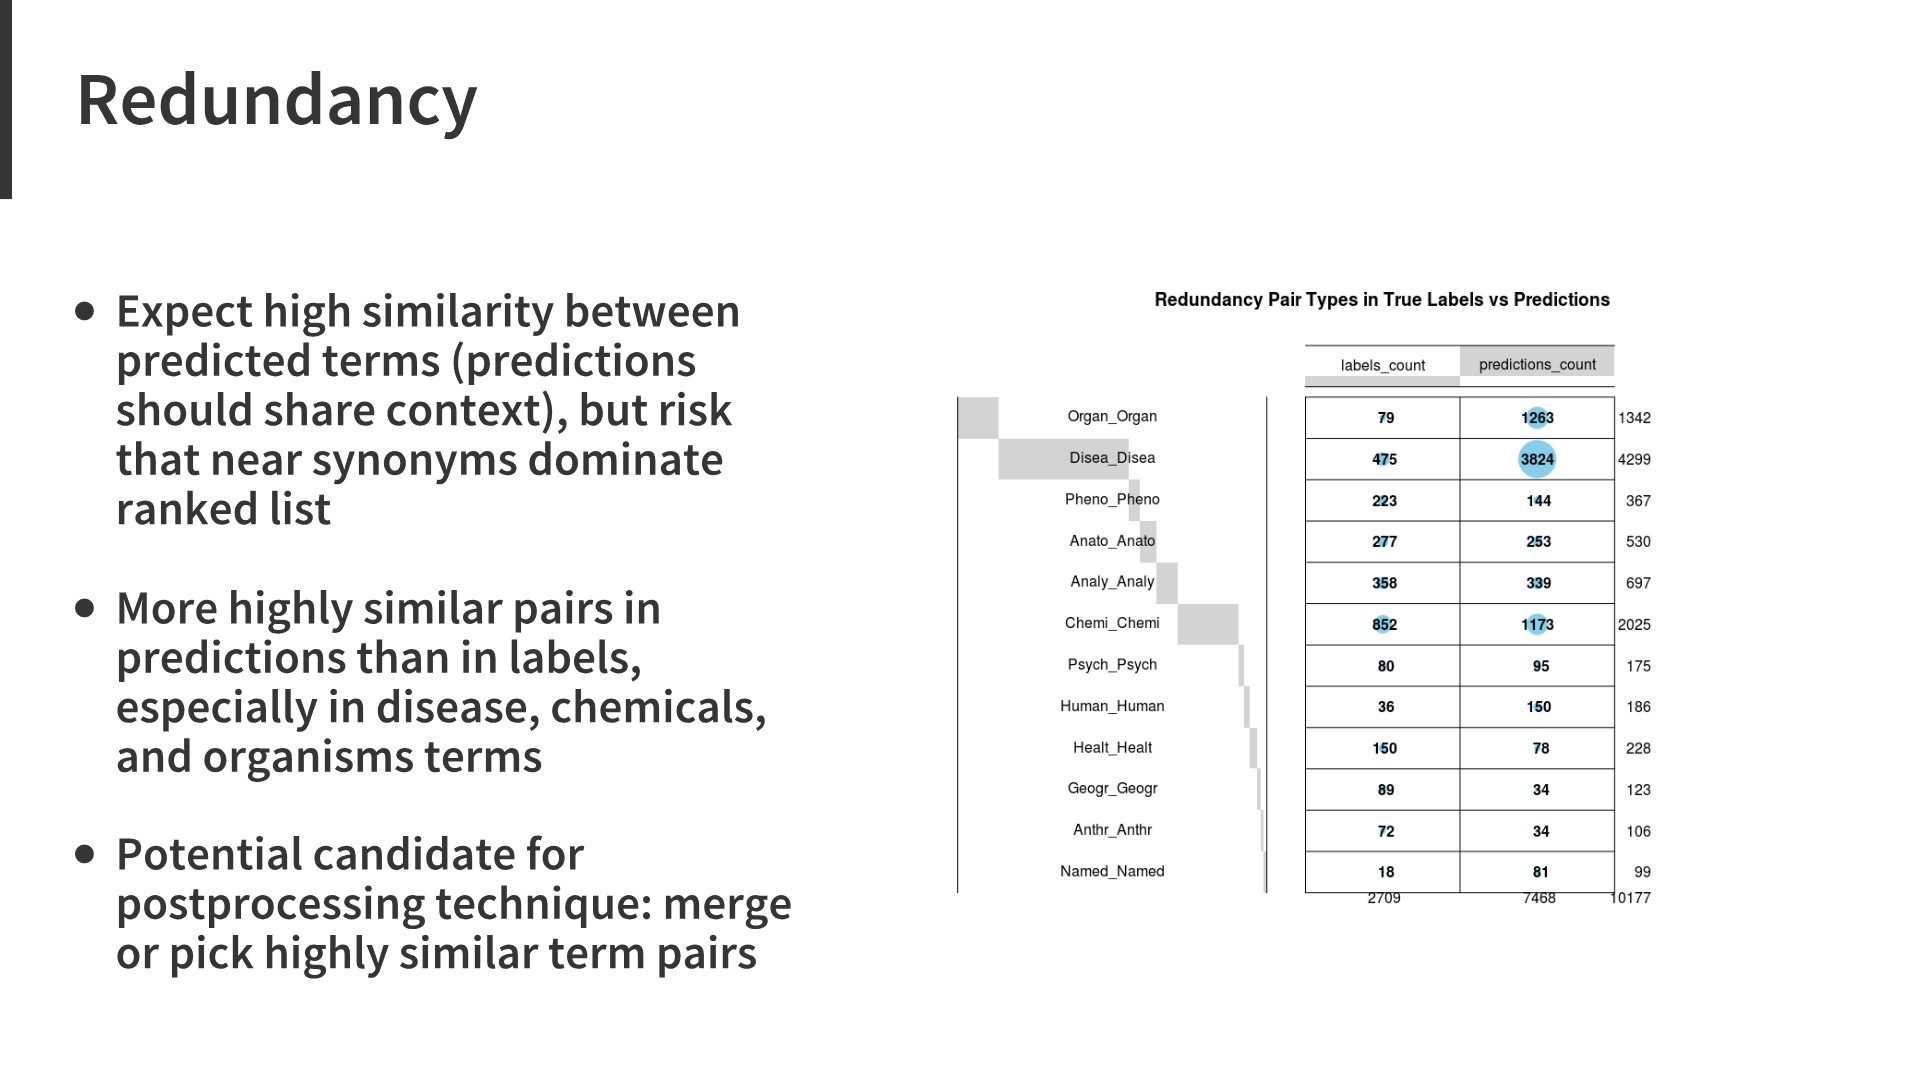 Redundancy
• Expect high similarity between
predicted terms (predictions
should share context), but risk
that near synonyms dominate
ranked list
• More highly similar pairs in
predictions than in labels,
especially in disease, chemicals,
and organisms terms
• Potential candidate for
postprocessing technique: merge
or pick highly similar term pairs
Redundancy Pair Types in True Labels vs Predictions
labels_count predictions_count
Organ_Organ 79 1263 1342
Disea_Disea 475 3824 4299
Pheno_Pheno 223 144 367
Anato_Anato 277 253 530
Analy_Analy 358 339 697
Chemi_Chemi 852 1173 2025
Psych_Psych 80 95 175
Human_Human 36 150 186
Healt_Healt 150 78 228
Geogr_Geogr 89 34 123
Anthr_Anthr 72 34 106
Named_Named 18 81 99
2709 7468 10177